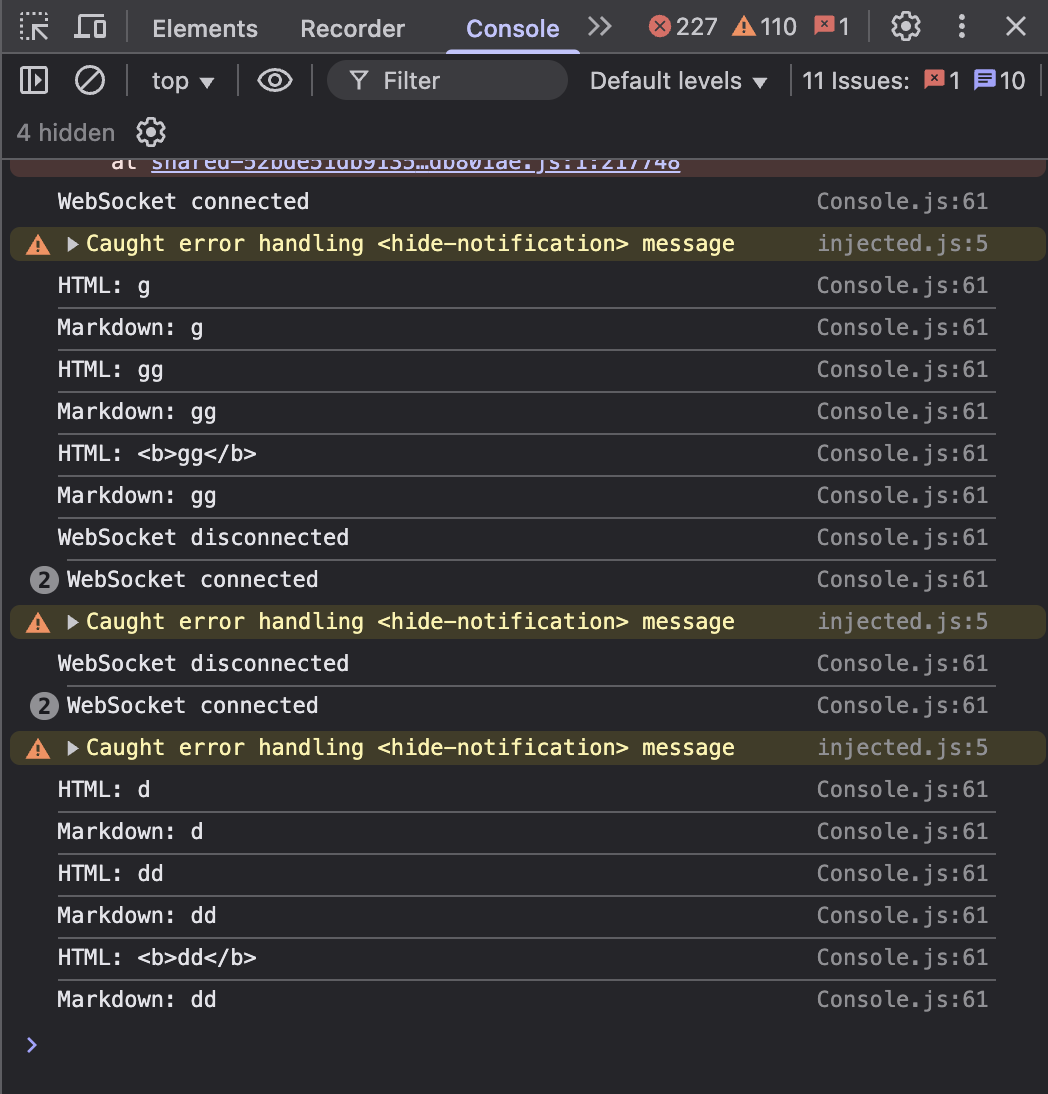 Elements Recorder Console 227 110 1
top Filter Default levels 11 Issues: 1 10
4 hidden
at shared-52bde51db9135…db801ae.js:1:217748
WebSocket connected Console.js:61
Caught error handling <hide-notification> message injected.js:5
HTML: g Console.js:61
Markdown: g Console.js:61
HTML: gg Console.js:61
Markdown: gg Console.js:61
HTML: <b>gg</b> Console.js:61
Markdown: gg Console.js:61
WebSocket disconnected Console.js:61
2 WebSocket connected Console.js:61
Caught error handling <hide-notification> message injected.js:5
WebSocket disconnected Console.js:61
2 WebSocket connected Console.js:61
Caught error handling <hide-notification> message injected.js:5
HTML: d Console.js:61
Markdown: d Console.js:61
HTML: dd Console.js:61
Markdown: dd Console.js:61
HTML: <b>dd</b> Console.js:61
Markdown: dd Console.js:61